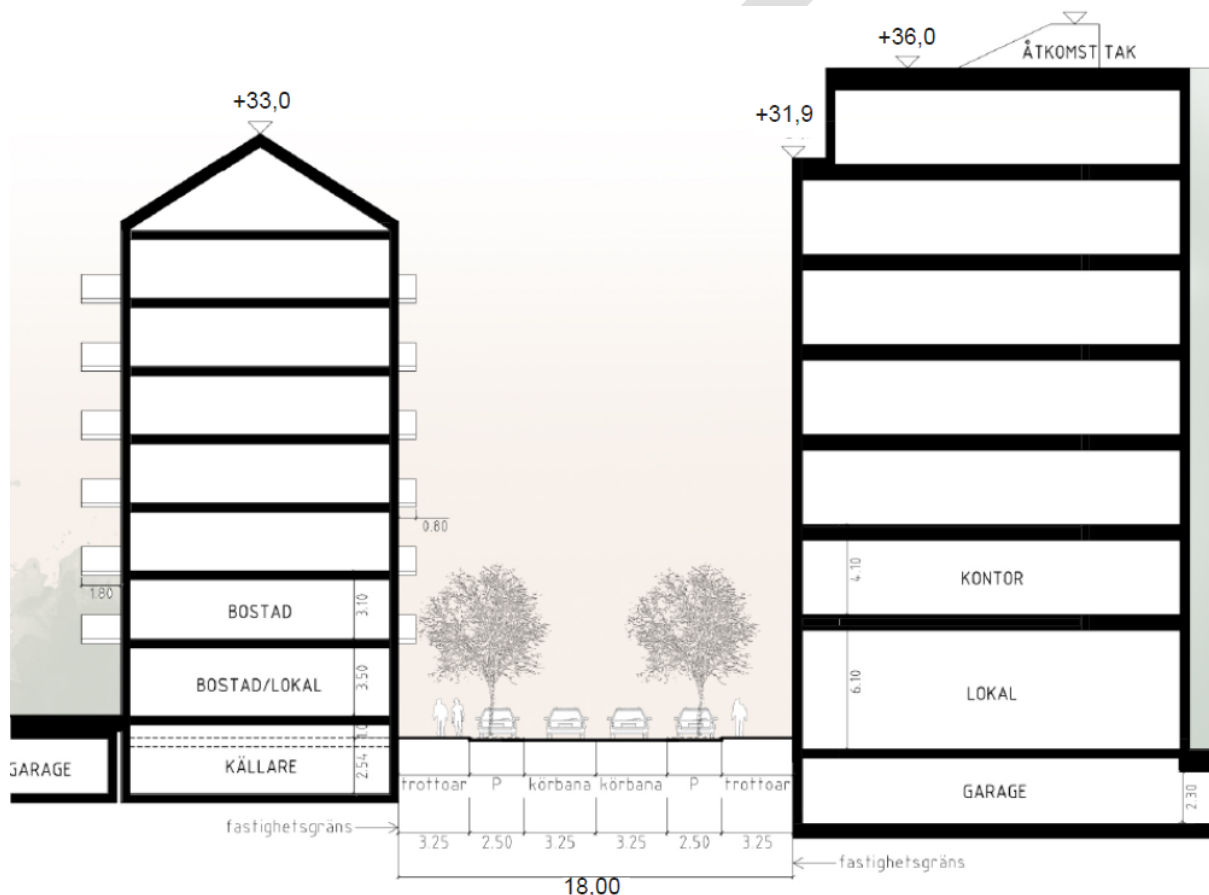 +36,0
ÅTKOMST TAK
+33,0
+31,9
0.80
1.80
BOSTAD
3.10
4.10
KONTOR
BOSTAD/LOKAL
3.50
6.10
LOKAL
GARAGE
KÄLLARE
2.54
trottoar P körbana körbana P trottoar
GARAGE
2.30
fastighetsgräns
3.25 2.50 3.25 3.25 2.50 3.25
fastighetsgräns
18.00